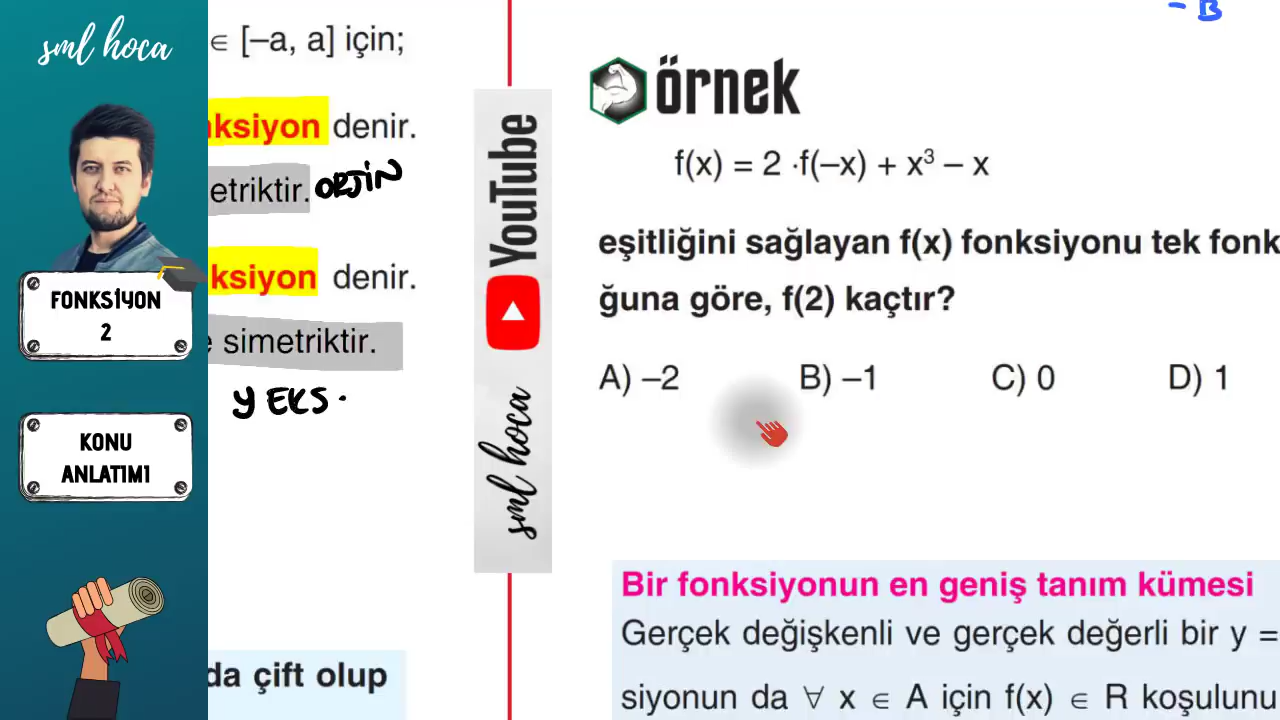 sml hoca
FONKSİYON
2
KONU
ANLATIMI
∈ [–a, a] için;
nksiyon denir.
etriktir. ORJİN
ksiyon denir.
e simetriktir.
y EKS.
da çift olup
YouTube
sml hoca
- B
örnek
f(x) = 2 ·f(–x) + x³ – x
eşitliğini sağlayan f(x) fonksiyonu tek fonk
ğuna göre, f(2) kaçtır?
A) –2 B) –1 C) 0 D) 1
Bir fonksiyonun en geniş tanım kümesi
Gerçek değişkenli ve gerçek değerli bir y =
siyonun da ∀ x ∈ A için f(x) ∈ R koşulunu